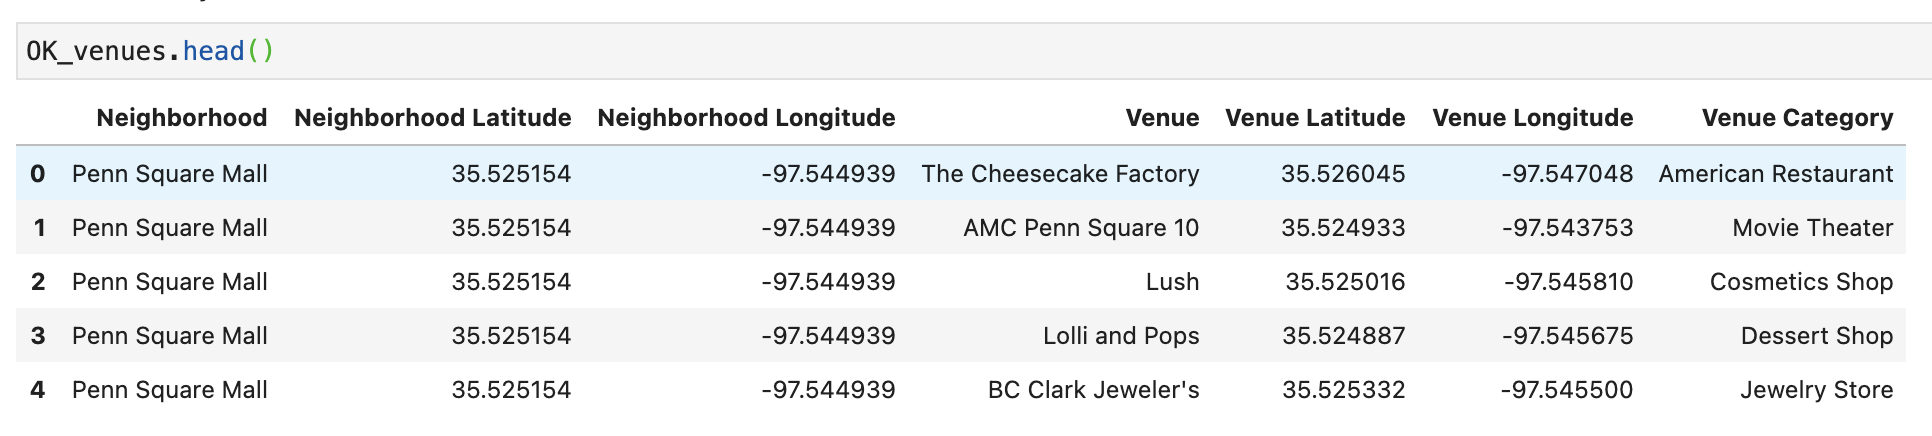 OK_venues.head()
Neighborhood Neighborhood Latitude Neighborhood Longitude Venue Venue Latitude Venue Longitude Venue Category
0 Penn Square Mall 35.525154 -97.544939 The Cheesecake Factory 35.526045 -97.547048 American Restaurant
1 Penn Square Mall 35.525154 -97.544939 AMC Penn Square 10 35.524933 -97.543753 Movie Theater
2 Penn Square Mall 35.525154 -97.544939 Lush 35.525016 -97.545810 Cosmetics Shop
3 Penn Square Mall 35.525154 -97.544939 Lolli and Pops 35.524887 -97.545675 Dessert Shop
4 Penn Square Mall 35.525154 -97.544939 BC Clark Jeweler's 35.525332 -97.545500 Jewelry Store